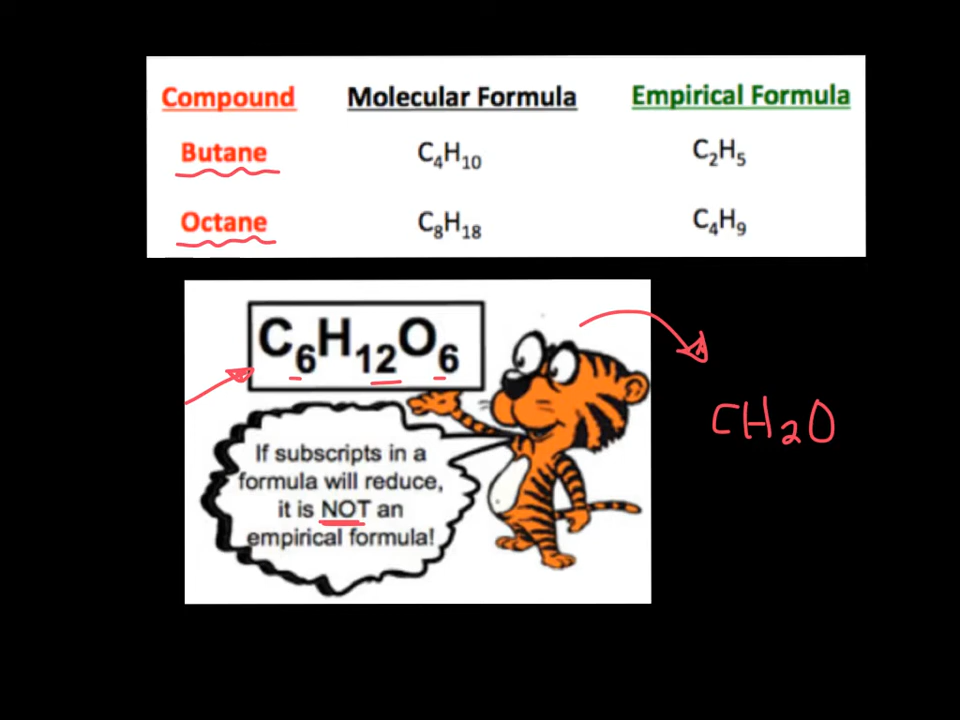 Compound Molecular Formula Empirical Formula
Butane C₄H₁₀ C₂H₅
Octane C₈H₁₈ C₄H₉
C₆H₁₂O₆
If subscripts in a
formula will reduce,
it is NOT an
empirical formula!
CH₂O